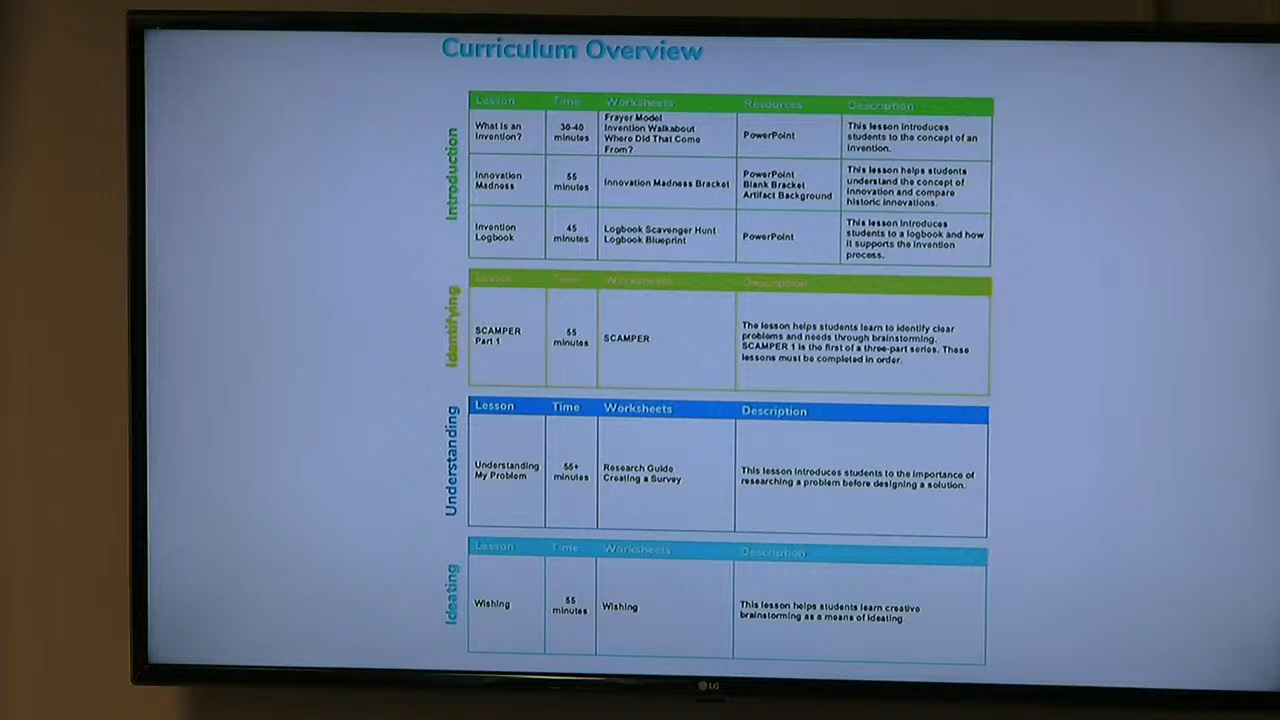 Curriculum Overview
Introduction
Lesson Time Worksheets Resources Description
What is an Invention?
30-40 minutes
Frayer Model
Invention Walkabout
Where Did That Come From?
PowerPoint
This lesson introduces
students to the concept of an
invention.
Innovation Madness
55 minutes
Innovation Madness Bracket
PowerPoint
Blank Bracket
Artifact Background
This lesson helps students
understand the concept of
innovation and compare
historic innovations.
Invention Logbook
45 minutes
Logbook Scavenger Hunt
Logbook Blueprint
PowerPoint
This lesson introduces
students to a logbook and how
it supports the invention
process.
Identifying
Lesson Time Worksheets Description
SCAMPER Part 1
55 minutes
SCAMPER
The lesson helps students learn to identify clear
problems and needs through brainstorming.
SCAMPER 1 is the first of a three-part series. These
lessons must be completed in order.
Understanding
Lesson Time Worksheets Description
Understanding My Problem
55+ minutes
Research Guide
Creating a Survey
This lesson introduces students to the importance of
researching a problem before designing a solution.
Ideating
Lesson Time Worksheets Description
Wishing
55 minutes
Wishing
This lesson helps students learn creative
brainstorming as a means of ideating.
LG